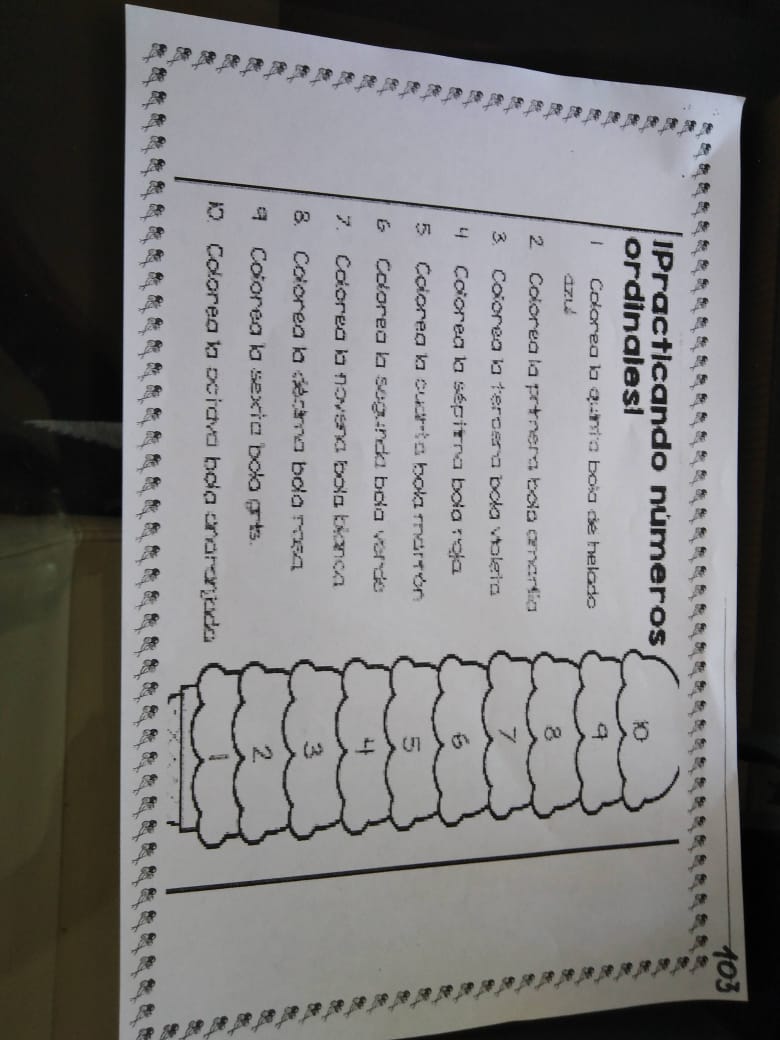 103
¡Practicando números
ordinales!
1 Colorea la quinta bola de helado
azul
2. Colorea la primera bola amarilla
3. Colorea la tercera bola violeta
4 Colorea la séptima bola roja
5 Colorea la cuarta bola marrón
6 Colorea la segunda bola verde
7. Colorea la novena bola blanca
8. Colorea la décima bola rosa
9 Colorea la sexta bola gris.
10. Colorea la octava bola anaranjada
10
9
8
7
6
5
4
3
2
1